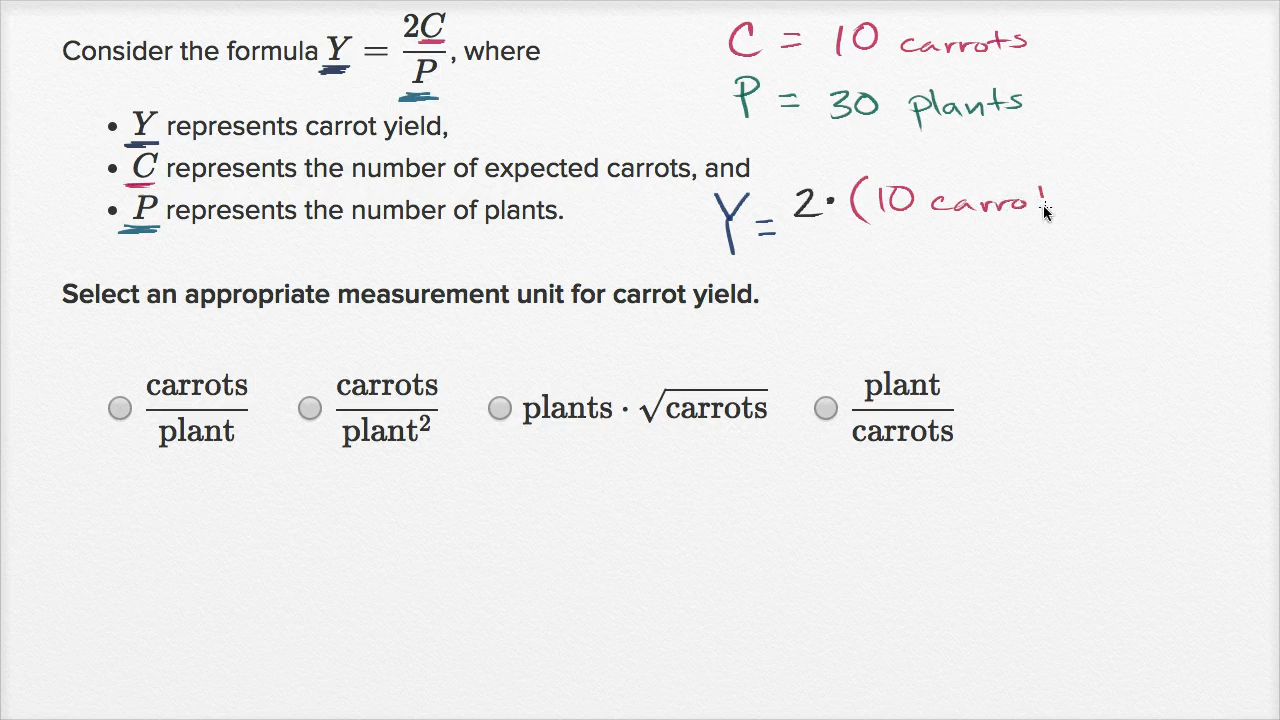 Consider the formula Y = 2C/P, where
• Y represents carrot yield,
• C represents the number of expected carrots, and
• P represents the number of plants.
C = 10 carrots
P = 30 plants
Y = 2 · (10 carrot
Select an appropriate measurement unit for carrot yield.
carrots/plant
carrots/plant²
plants · √carrots
plant/carrots